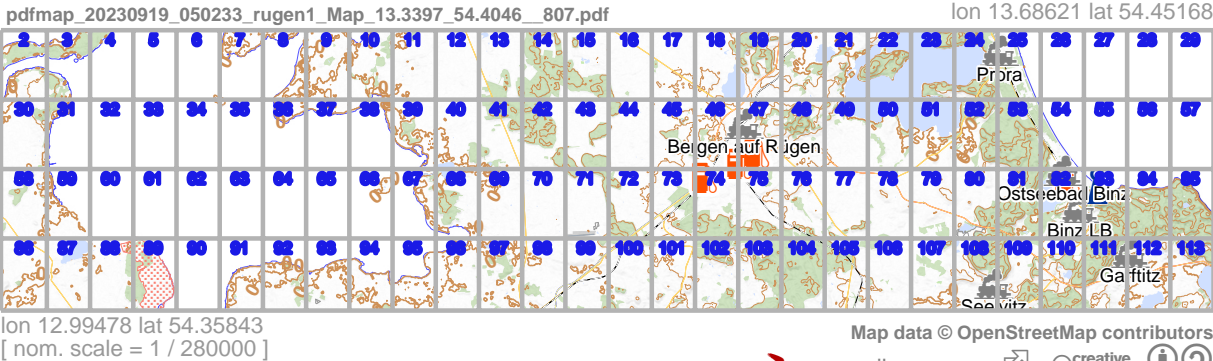 pdfmap_20230919_050233_rugen1_Map_13.3397_54.4046__807.pdf
lon 13.68621 lat 54.45168
2 3 4 5 6 7 8 9 10 11 12 13 14 15 16 17 18 19 20 21 22 23 24 25 26 27 28 29
Prora
30 31 32 33 34 35 36 37 38 39 40 41 42 43 44 45 46 47 48 49 50 51 52 53 54 55 56 57
Bergen auf Rügen
58 59 60 61 62 63 64 65 66 67 68 69 70 71 72 73 74 75 76 77 78 79 80 81 82 83 84 85
Ostseebad Binz
Binz LB
86 87 88 89 90 91 92 93 94 95 96 97 98 99 100 101 102 103 104 105 106 107 108 109 110 111 112 113
Garftitz
Seelvitz
lon 12.99478 lat 54.35843
[ nom. scale = 1 / 280000 ]
Map data © OpenStreetMap contributors
creative